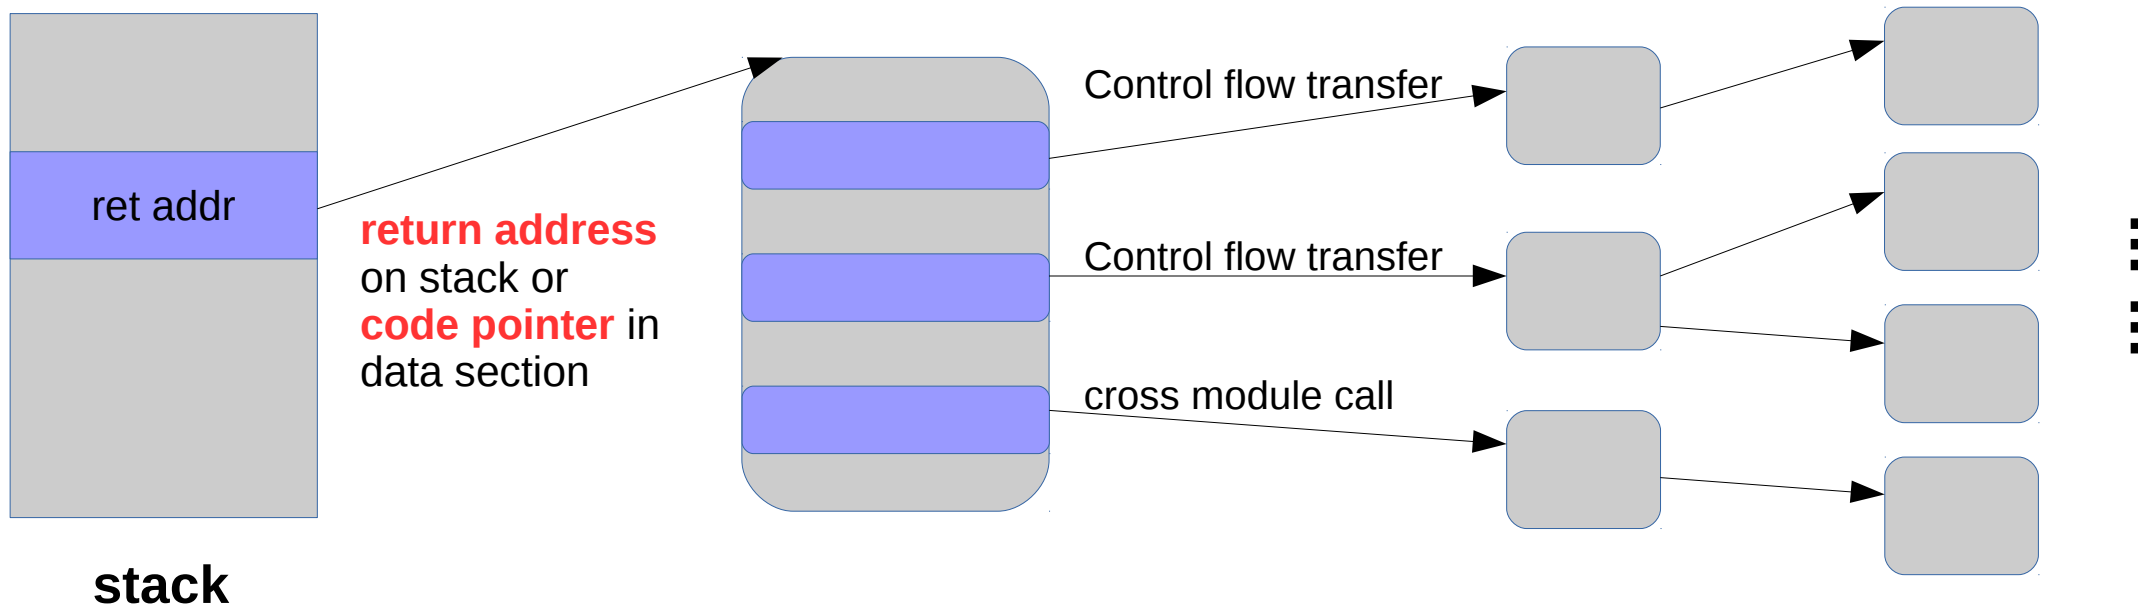 ret addr
return address
on stack or
code pointer in
data section
Control flow transfer
Control flow transfer
cross module call
stack